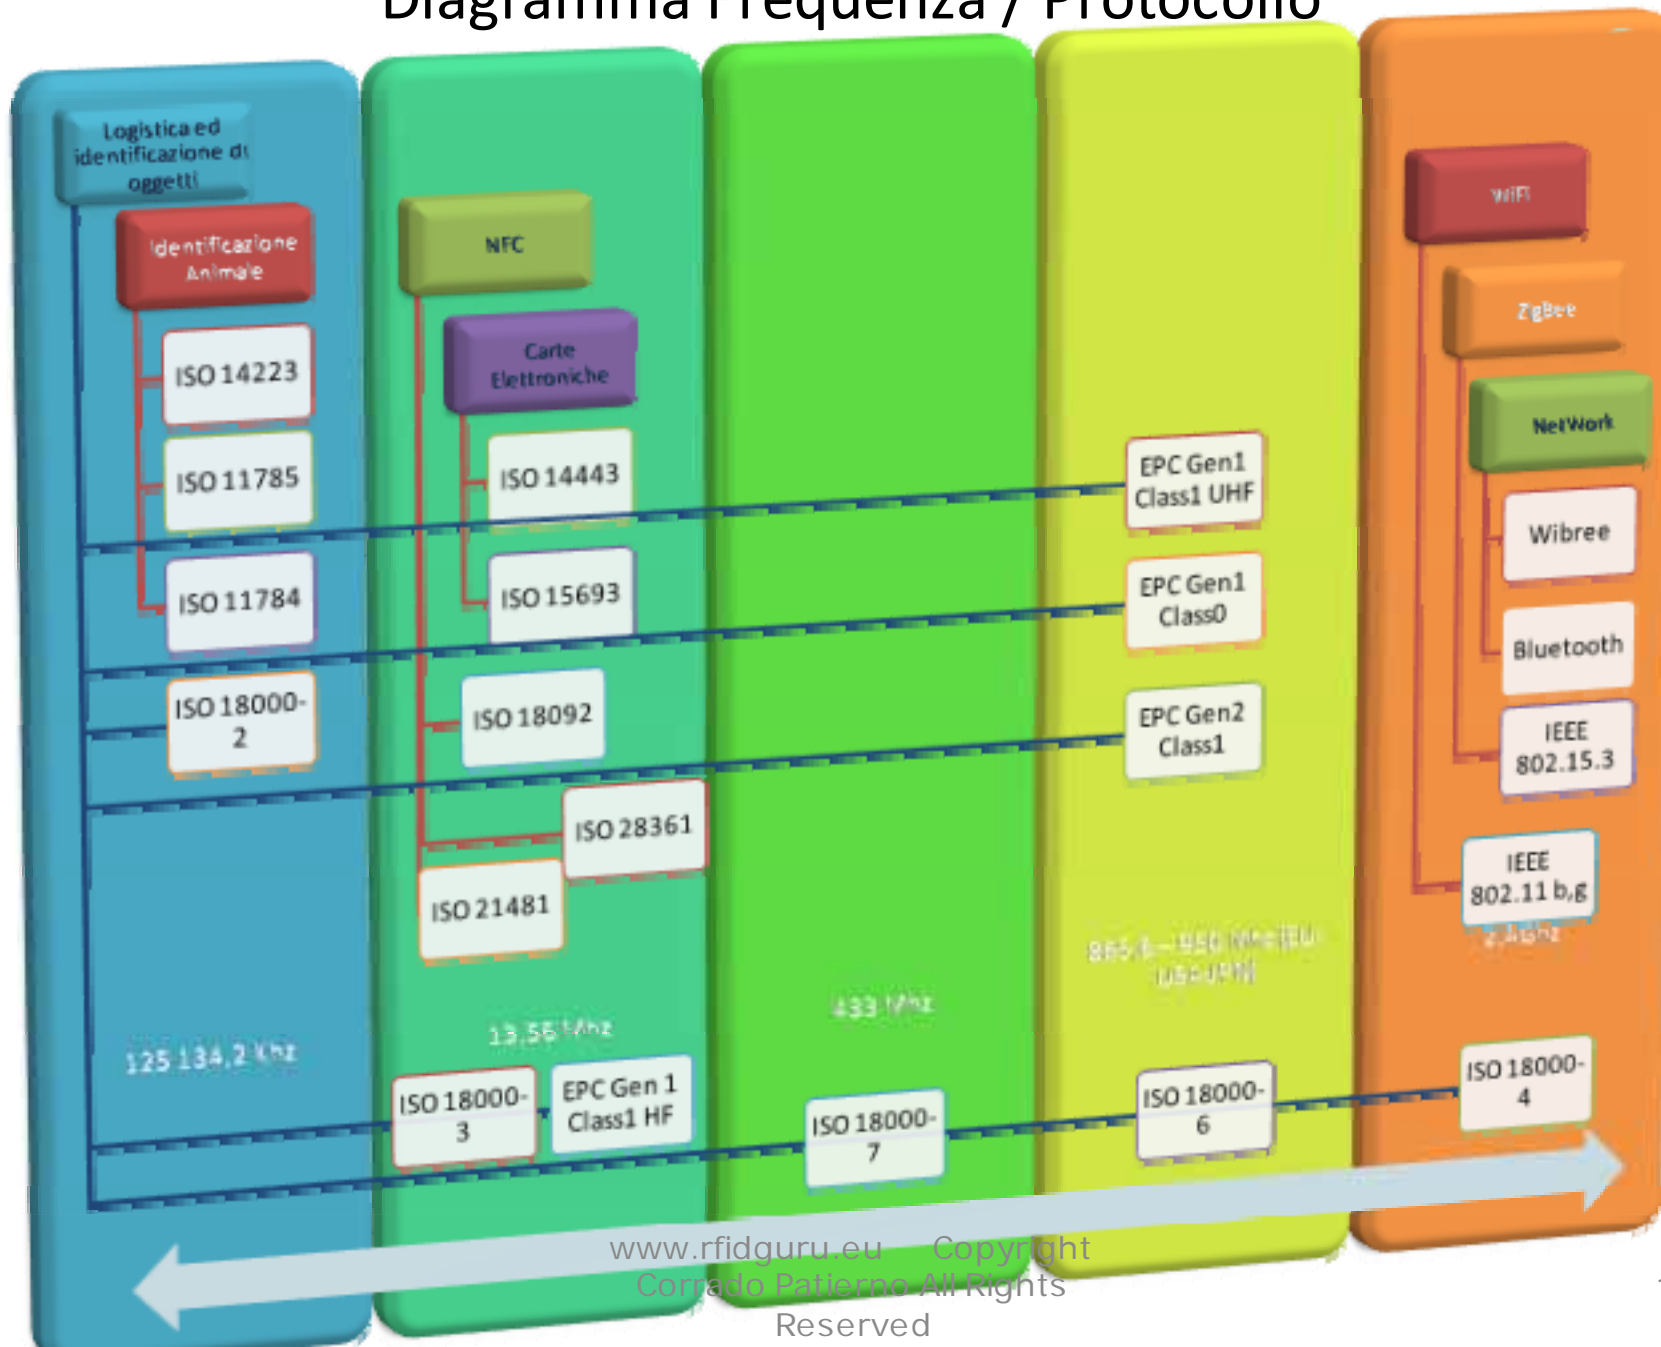 Diagramma Frequenza / Protocollo
Logistica ed
identificazione di
oggetti
Identificazione
Animale
ISO 14223
ISO 11785
ISO 11784
ISO 18000-
2
125 134,2 Khz
NFC
Carte
Elettroniche
ISO 14443
ISO 15693
ISO 18092
ISO 28361
ISO 21481
13,56 Mhz
ISO 18000-
3
EPC Gen 1
Class1 HF
433 Mhz
ISO 18000-
7
EPC Gen1
Class1 UHF
EPC Gen1
Class0
EPC Gen2
Class1
ISO 18000-
6
WiFi
ZigBee
NetWork
Wibree
Bluetooth
IEEE
802.15.3
IEEE
802.11 b,g
2.4Ghz
ISO 18000-
4
www.rfidguru.eu Copyright
Corrado Patierno All Rights
Reserved